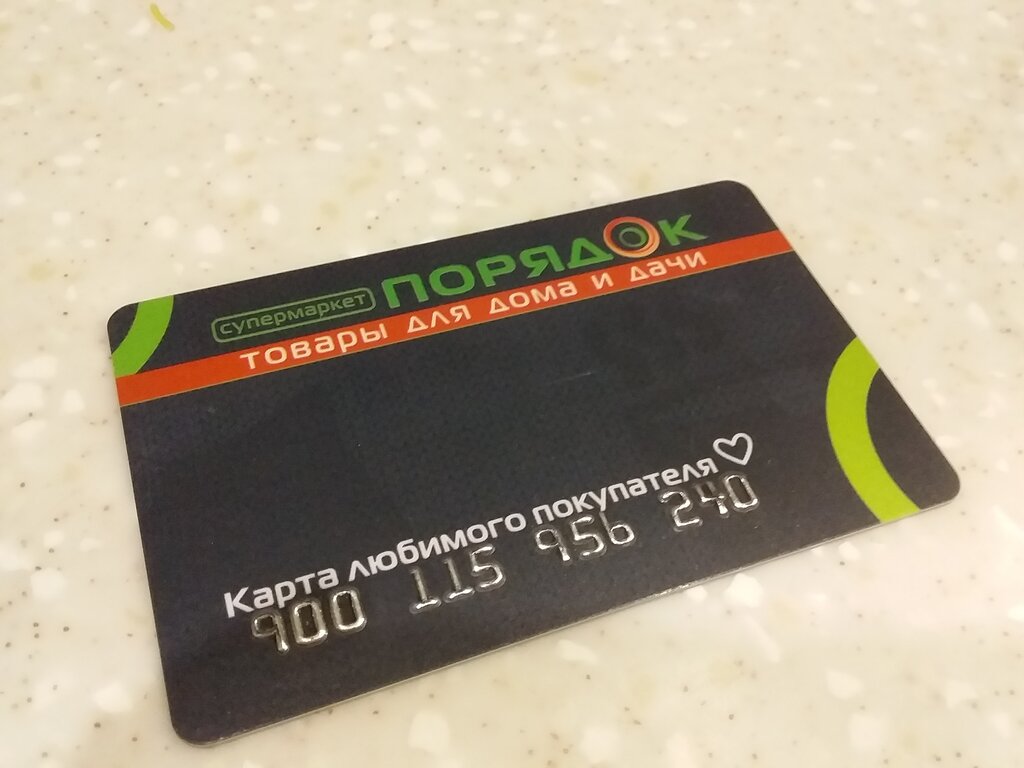 супермаркет ПОРЯДОК
товары для дома и дачи
Карта любимого покупателя
900 115 956 240